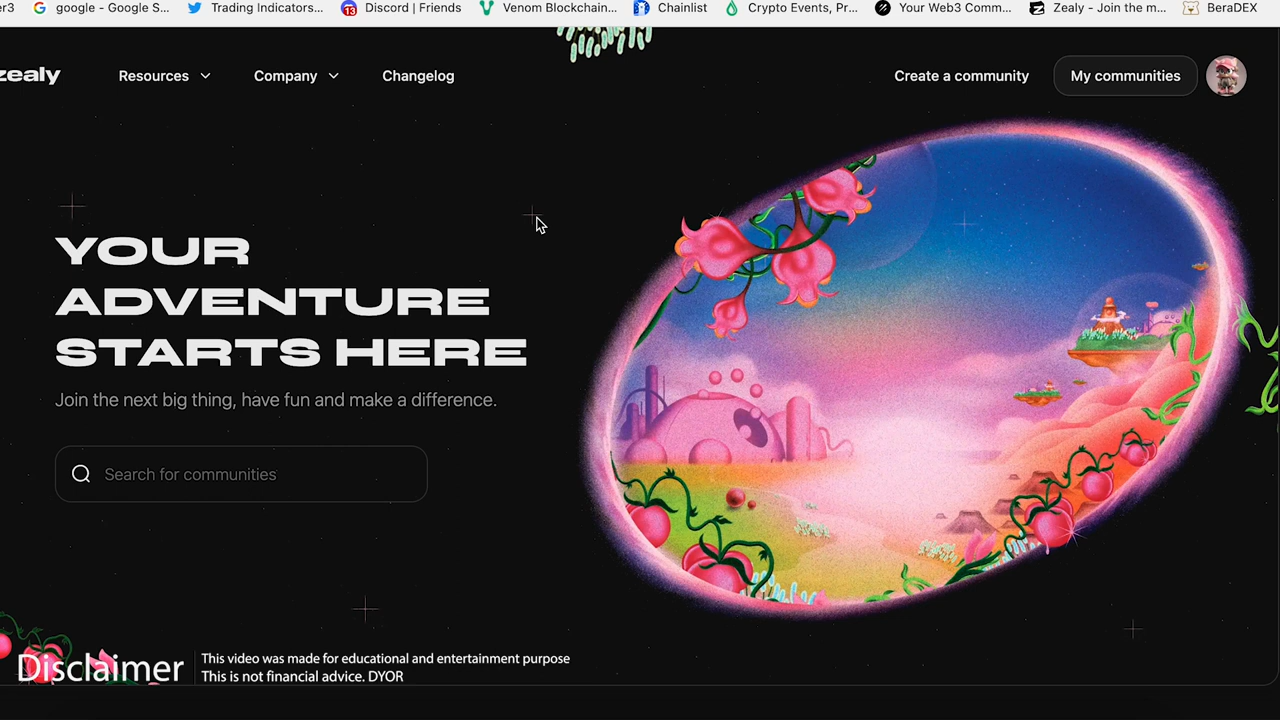 er3 google - Google S... Trading Indicators... 13 Discord | Friends Venom Blockchain... Chainlist Crypto Events, Pr... Your Web3 Comm... Zealy - Join the m... BeraDEX
zealy Resources Company Changelog Create a community My communities
YOUR
ADVENTURE
STARTS HERE
Join the next big thing, have fun and make a difference.
Search for communities
Disclaimer
This video was made for educational and entertainment purpose
This is not financial advice. DYOR